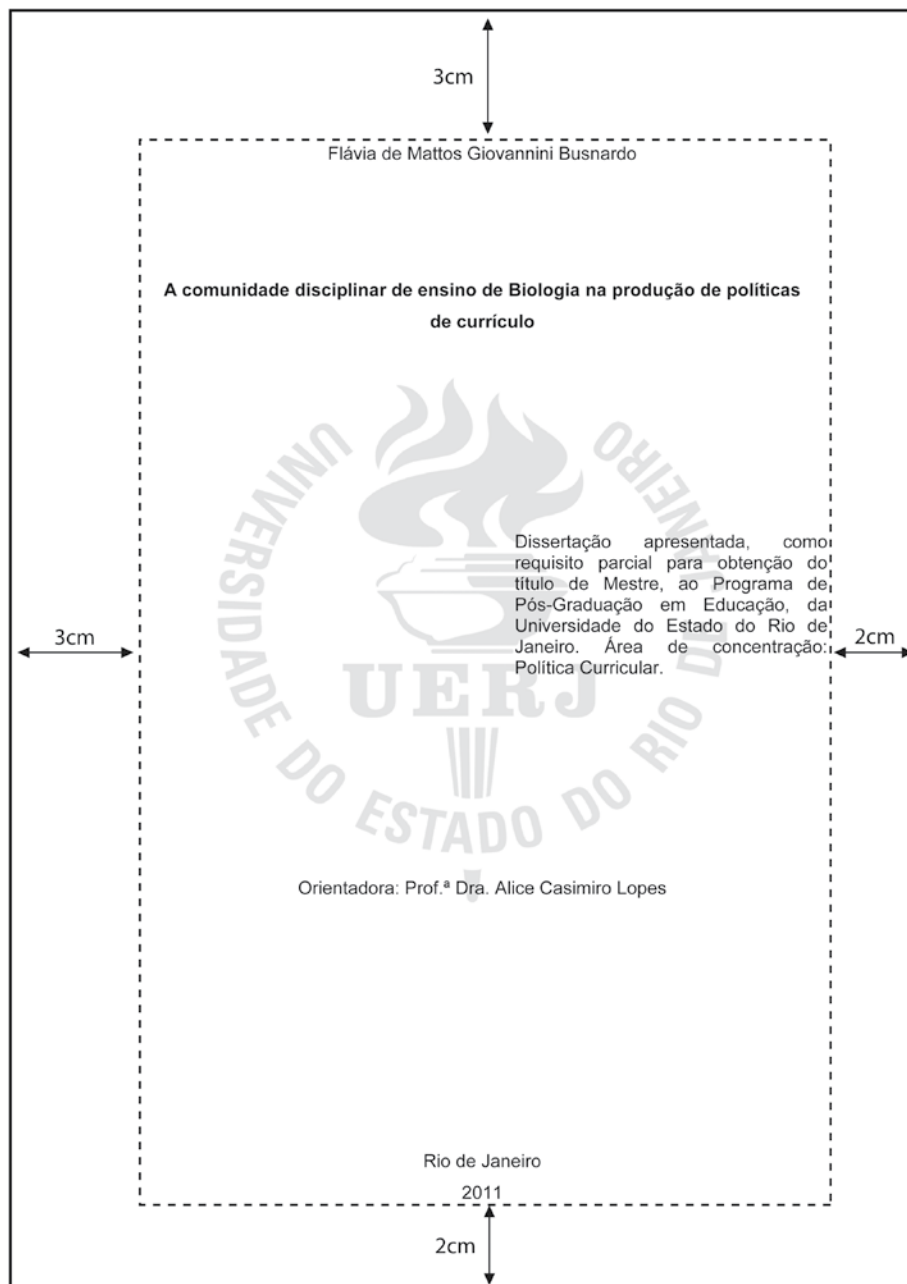 3cm
Flávia de Mattos Giovannini Busnardo
A comunidade disciplinar de ensino de Biologia na produção de políticas
de currículo
UNIVERSIDADE DO ESTADO DO RIO DE JANEIRO
Dissertação apresentada, como
requisito parcial para obtenção do
título de Mestre, ao Programa de
Pós-Graduação em Educação, da
Universidade do Estado do Rio de
Janeiro. Área de concentração:
Política Curricular.
3cm
2cm
UERJ
Orientadora: Prof.ª Dra. Alice Casimiro Lopes
Rio de Janeiro
2011
2cm